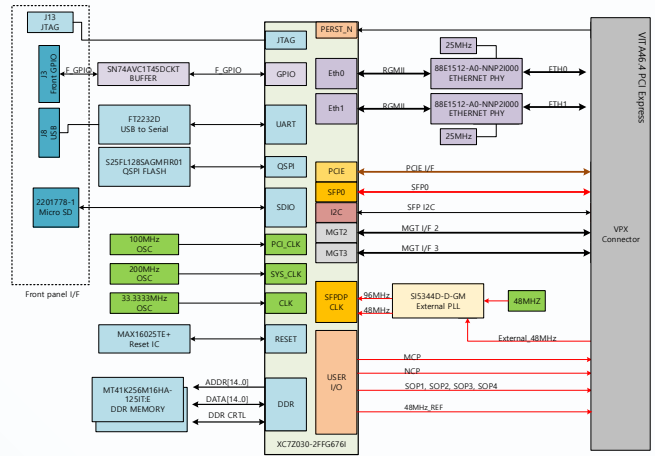 J13
JTAG
J3
Front GPIO
F_GPIO
SN74AVC1T45DCKT
BUFFER
F_GPIO
J8
USB
FT2232D
USB to Serial
S25FL128SAGMFIR01
QSPI FLASH
2201778-1
Micro SD
Front panel I/F
100MHz
OSC
200MHz
OSC
33.3333MHz
OSC
MAX16025TE+
Reset IC
MT41K256M16HA-
125IT:E
DDR MEMORY
ADDR[14..0]
DATA[14..0]
DDR CRTL
JTAG
GPIO
UART
QSPI
SDIO
PCI_CLK
SYS_CLK
CLK
RESET
DDR
PERST_N
Eth0
Eth1
PCIE
SFP0
I2C
MGT2
MGT3
SFPDP
CLK
USER
I/O
XC7Z030-2FFG676I
25MHz
RGMII
88E1512-A0-NNP2I000
ETHERNET PHY
ETH0
RGMII
88E1512-A0-NNP2I000
ETHERNET PHY
ETH1
25MHz
PCIE I/F
SFP0
SFP I2C
MGT I/F 2
MGT I/F 3
96MHz
48MHz
SI5344D-D-GM
External PLL
48MHZ
External_48MHz
MCP
NCP
SOP1, SOP2, SOP3, SOP4
48MHz_REF
VITA46.4 PCI Express
VPX
Connector